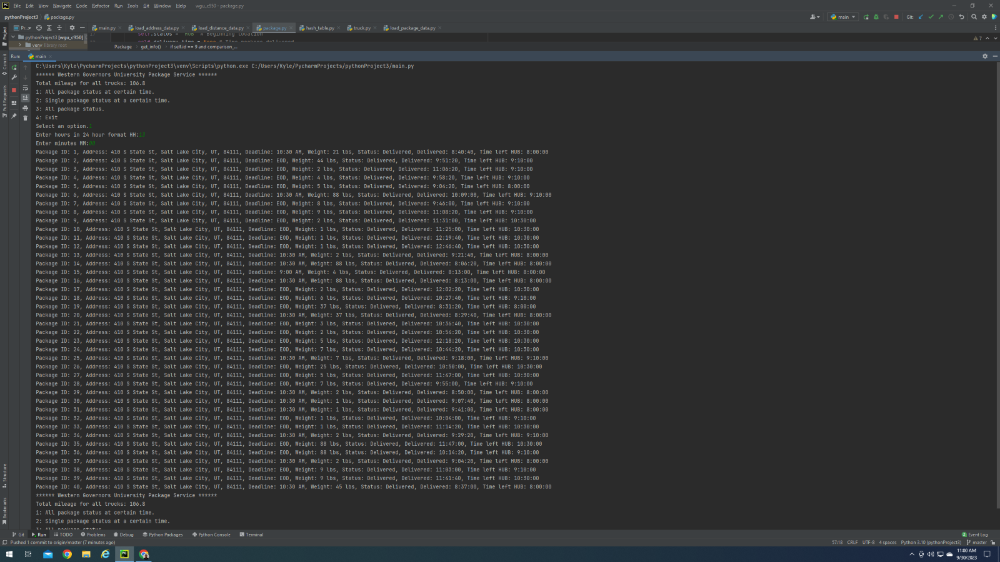 File Edit View Navigate Code Refactor Run Tools Git Window Help wgu_c950 - package.py
pythonProject3 package.py main Git:
Pr... main.py load_address_data.py load_distance_data.py package.py hash_table.py truck.py load_package_data.py
pythonProject3 [wgu_c950] 17 self.status = "HUB" # Beginning location 7
venv library root
Package get_info() if self.id == 9 and comparison_...
Run: main
C:\Users\Kyle\PycharmProjects\pythonProject3\venv\Scripts\python.exe C:/Users/Kyle/PycharmProjects/pythonProject3/main.py
****** Western Governors University Package Service ******
Total mileage for all trucks: 106.8
1: All package status at certain time.
2: Single package status at a certain time.
3: All package status.
4: Exit
Select an option.1
Enter hours in 24 hour format HH:13
Enter minutes MM:00
Package ID: 1, Address: 410 S State St, Salt Lake City, UT, 84111, Deadline: 10:30 AM, Weight: 21 lbs, Status: Delivered, Delivered: 8:40:40, Time left HUB: 8:00:00
Package ID: 2, Address: 410 S State St, Salt Lake City, UT, 84111, Deadline: EOD, Weight: 44 lbs, Status: Delivered, Delivered: 9:51:20, Time left HUB: 9:10:00
Package ID: 3, Address: 410 S State St, Salt Lake City, UT, 84111, Deadline: EOD, Weight: 2 lbs, Status: Delivered, Delivered: 11:06:20, Time left HUB: 9:10:00
Package ID: 4, Address: 410 S State St, Salt Lake City, UT, 84111, Deadline: EOD, Weight: 4 lbs, Status: Delivered, Delivered: 9:58:20, Time left HUB: 9:10:00
Package ID: 5, Address: 410 S State St, Salt Lake City, UT, 84111, Deadline: EOD, Weight: 5 lbs, Status: Delivered, Delivered: 9:04:20, Time left HUB: 8:00:00
Package ID: 6, Address: 410 S State St, Salt Lake City, UT, 84111, Deadline: 10:30 AM, Weight: 88 lbs, Status: Delivered, Delivered: 10:09:00, Time left HUB: 9:10:00
Package ID: 7, Address: 410 S State St, Salt Lake City, UT, 84111, Deadline: EOD, Weight: 8 lbs, Status: Delivered, Delivered: 9:46:00, Time left HUB: 9:10:00
Package ID: 8, Address: 410 S State St, Salt Lake City, UT, 84111, Deadline: EOD, Weight: 9 lbs, Status: Delivered, Delivered: 11:08:20, Time left HUB: 9:10:00
Package ID: 9, Address: 410 S State St, Salt Lake City, UT, 84111, Deadline: EOD, Weight: 2 lbs, Status: Delivered, Delivered: 11:31:00, Time left HUB: 10:30:00
Package ID: 10, Address: 410 S State St, Salt Lake City, UT, 84111, Deadline: EOD, Weight: 1 lbs, Status: Delivered, Delivered: 11:25:00, Time left HUB: 10:30:00
Package ID: 11, Address: 410 S State St, Salt Lake City, UT, 84111, Deadline: EOD, Weight: 1 lbs, Status: Delivered, Delivered: 12:19:40, Time left HUB: 10:30:00
Package ID: 12, Address: 410 S State St, Salt Lake City, UT, 84111, Deadline: EOD, Weight: 1 lbs, Status: Delivered, Delivered: 12:46:40, Time left HUB: 10:30:00
Package ID: 13, Address: 410 S State St, Salt Lake City, UT, 84111, Deadline: 10:30 AM, Weight: 2 lbs, Status: Delivered, Delivered: 9:21:40, Time left HUB: 8:00:00
Package ID: 14, Address: 410 S State St, Salt Lake City, UT, 84111, Deadline: 10:30 AM, Weight: 88 lbs, Status: Delivered, Delivered: 8:06:20, Time left HUB: 8:00:00
Package ID: 15, Address: 410 S State St, Salt Lake City, UT, 84111, Deadline: 9:00 AM, Weight: 4 lbs, Status: Delivered, Delivered: 8:13:00, Time left HUB: 8:00:00
Package ID: 16, Address: 410 S State St, Salt Lake City, UT, 84111, Deadline: 10:30 AM, Weight: 88 lbs, Status: Delivered, Delivered: 8:13:00, Time left HUB: 8:00:00
Package ID: 17, Address: 410 S State St, Salt Lake City, UT, 84111, Deadline: EOD, Weight: 2 lbs, Status: Delivered, Delivered: 12:02:20, Time left HUB: 10:30:00
Package ID: 18, Address: 410 S State St, Salt Lake City, UT, 84111, Deadline: EOD, Weight: 6 lbs, Status: Delivered, Delivered: 10:27:40, Time left HUB: 9:10:00
Package ID: 19, Address: 410 S State St, Salt Lake City, UT, 84111, Deadline: EOD, Weight: 37 lbs, Status: Delivered, Delivered: 8:31:20, Time left HUB: 8:00:00
Package ID: 20, Address: 410 S State St, Salt Lake City, UT, 84111, Deadline: 10:30 AM, Weight: 37 lbs, Status: Delivered, Delivered: 8:29:40, Time left HUB: 8:00:00
Package ID: 21, Address: 410 S State St, Salt Lake City, UT, 84111, Deadline: EOD, Weight: 3 lbs, Status: Delivered, Delivered: 10:36:40, Time left HUB: 10:30:00
Package ID: 22, Address: 410 S State St, Salt Lake City, UT, 84111, Deadline: EOD, Weight: 2 lbs, Status: Delivered, Delivered: 10:54:20, Time left HUB: 10:30:00
Package ID: 23, Address: 410 S State St, Salt Lake City, UT, 84111, Deadline: EOD, Weight: 5 lbs, Status: Delivered, Delivered: 12:18:20, Time left HUB: 10:30:00
Package ID: 24, Address: 410 S State St, Salt Lake City, UT, 84111, Deadline: EOD, Weight: 7 lbs, Status: Delivered, Delivered: 10:44:20, Time left HUB: 10:30:00
Package ID: 25, Address: 410 S State St, Salt Lake City, UT, 84111, Deadline: 10:30 AM, Weight: 7 lbs, Status: Delivered, Delivered: 9:18:00, Time left HUB: 9:10:00
Package ID: 26, Address: 410 S State St, Salt Lake City, UT, 84111, Deadline: EOD, Weight: 25 lbs, Status: Delivered, Delivered: 10:50:00, Time left HUB: 10:30:00
Package ID: 27, Address: 410 S State St, Salt Lake City, UT, 84111, Deadline: EOD, Weight: 5 lbs, Status: Delivered, Delivered: 11:47:00, Time left HUB: 10:30:00
Package ID: 28, Address: 410 S State St, Salt Lake City, UT, 84111, Deadline: EOD, Weight: 7 lbs, Status: Delivered, Delivered: 9:55:00, Time left HUB: 9:10:00
Package ID: 29, Address: 410 S State St, Salt Lake City, UT, 84111, Deadline: 10:30 AM, Weight: 2 lbs, Status: Delivered, Delivered: 8:50:00, Time left HUB: 8:00:00
Package ID: 30, Address: 410 S State St, Salt Lake City, UT, 84111, Deadline: 10:30 AM, Weight: 1 lbs, Status: Delivered, Delivered: 9:07:40, Time left HUB: 8:00:00
Package ID: 31, Address: 410 S State St, Salt Lake City, UT, 84111, Deadline: 10:30 AM, Weight: 1 lbs, Status: Delivered, Delivered: 9:41:00, Time left HUB: 8:00:00
Package ID: 32, Address: 410 S State St, Salt Lake City, UT, 84111, Deadline: EOD, Weight: 1 lbs, Status: Delivered, Delivered: 10:04:00, Time left HUB: 9:10:00
Package ID: 33, Address: 410 S State St, Salt Lake City, UT, 84111, Deadline: EOD, Weight: 1 lbs, Status: Delivered, Delivered: 11:14:20, Time left HUB: 10:30:00
Package ID: 34, Address: 410 S State St, Salt Lake City, UT, 84111, Deadline: 10:30 AM, Weight: 2 lbs, Status: Delivered, Delivered: 9:29:20, Time left HUB: 9:10:00
Package ID: 35, Address: 410 S State St, Salt Lake City, UT, 84111, Deadline: EOD, Weight: 88 lbs, Status: Delivered, Delivered: 11:47:00, Time left HUB: 10:30:00
Package ID: 36, Address: 410 S State St, Salt Lake City, UT, 84111, Deadline: EOD, Weight: 88 lbs, Status: Delivered, Delivered: 10:14:20, Time left HUB: 9:10:00
Package ID: 37, Address: 410 S State St, Salt Lake City, UT, 84111, Deadline: 10:30 AM, Weight: 2 lbs, Status: Delivered, Delivered: 9:04:20, Time left HUB: 8:00:00
Package ID: 38, Address: 410 S State St, Salt Lake City, UT, 84111, Deadline: EOD, Weight: 9 lbs, Status: Delivered, Delivered: 11:03:00, Time left HUB: 9:10:00
Package ID: 39, Address: 410 S State St, Salt Lake City, UT, 84111, Deadline: EOD, Weight: 9 lbs, Status: Delivered, Delivered: 11:41:40, Time left HUB: 10:30:00
Package ID: 40, Address: 410 S State St, Salt Lake City, UT, 84111, Deadline: 10:30 AM, Weight: 45 lbs, Status: Delivered, Delivered: 8:37:00, Time left HUB: 8:00:00
****** Western Governors University Package Service ******
Total mileage for all trucks: 106.8
1: All package status at certain time.
2: Single package status at a certain time.
3: All package status.
Project
Commit
Pull Requests
Structure
Bookmarks
Git Run TODO Problems Debug Python Packages Python Console Terminal 2 Event Log
Pushed 1 commit to origin/master (7 minutes ago) 57:18 CRLF UTF-8 4 spaces Python 3.10 (pythonProject3) master
11:00 AM
9/30/2023